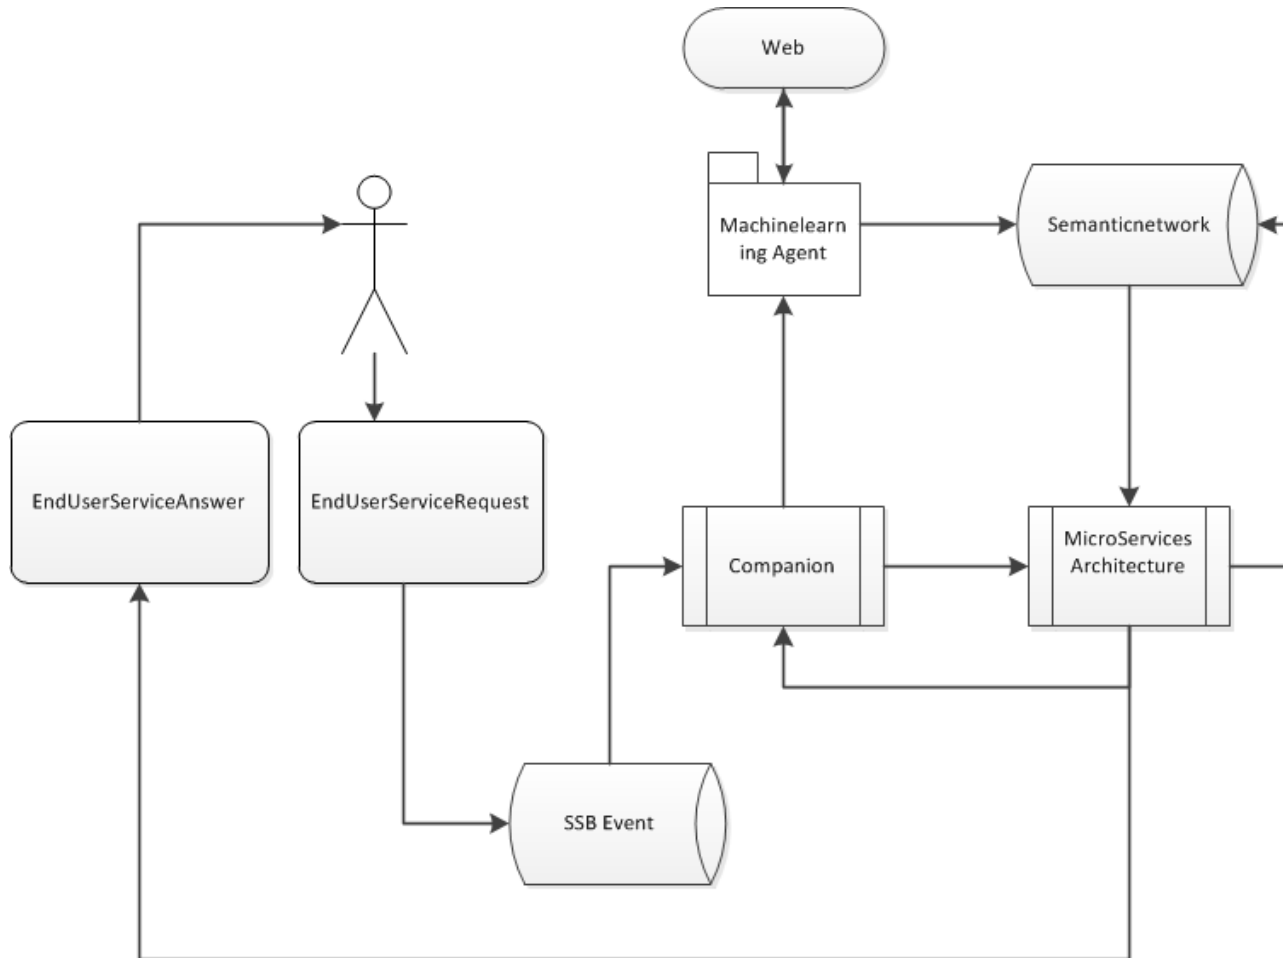 Web
Machinelearn
ing Agent
Semanticnetwork
EndUserServiceAnswer
EndUserServiceRequest
Companion
MicroServices
Architecture
SSB Event